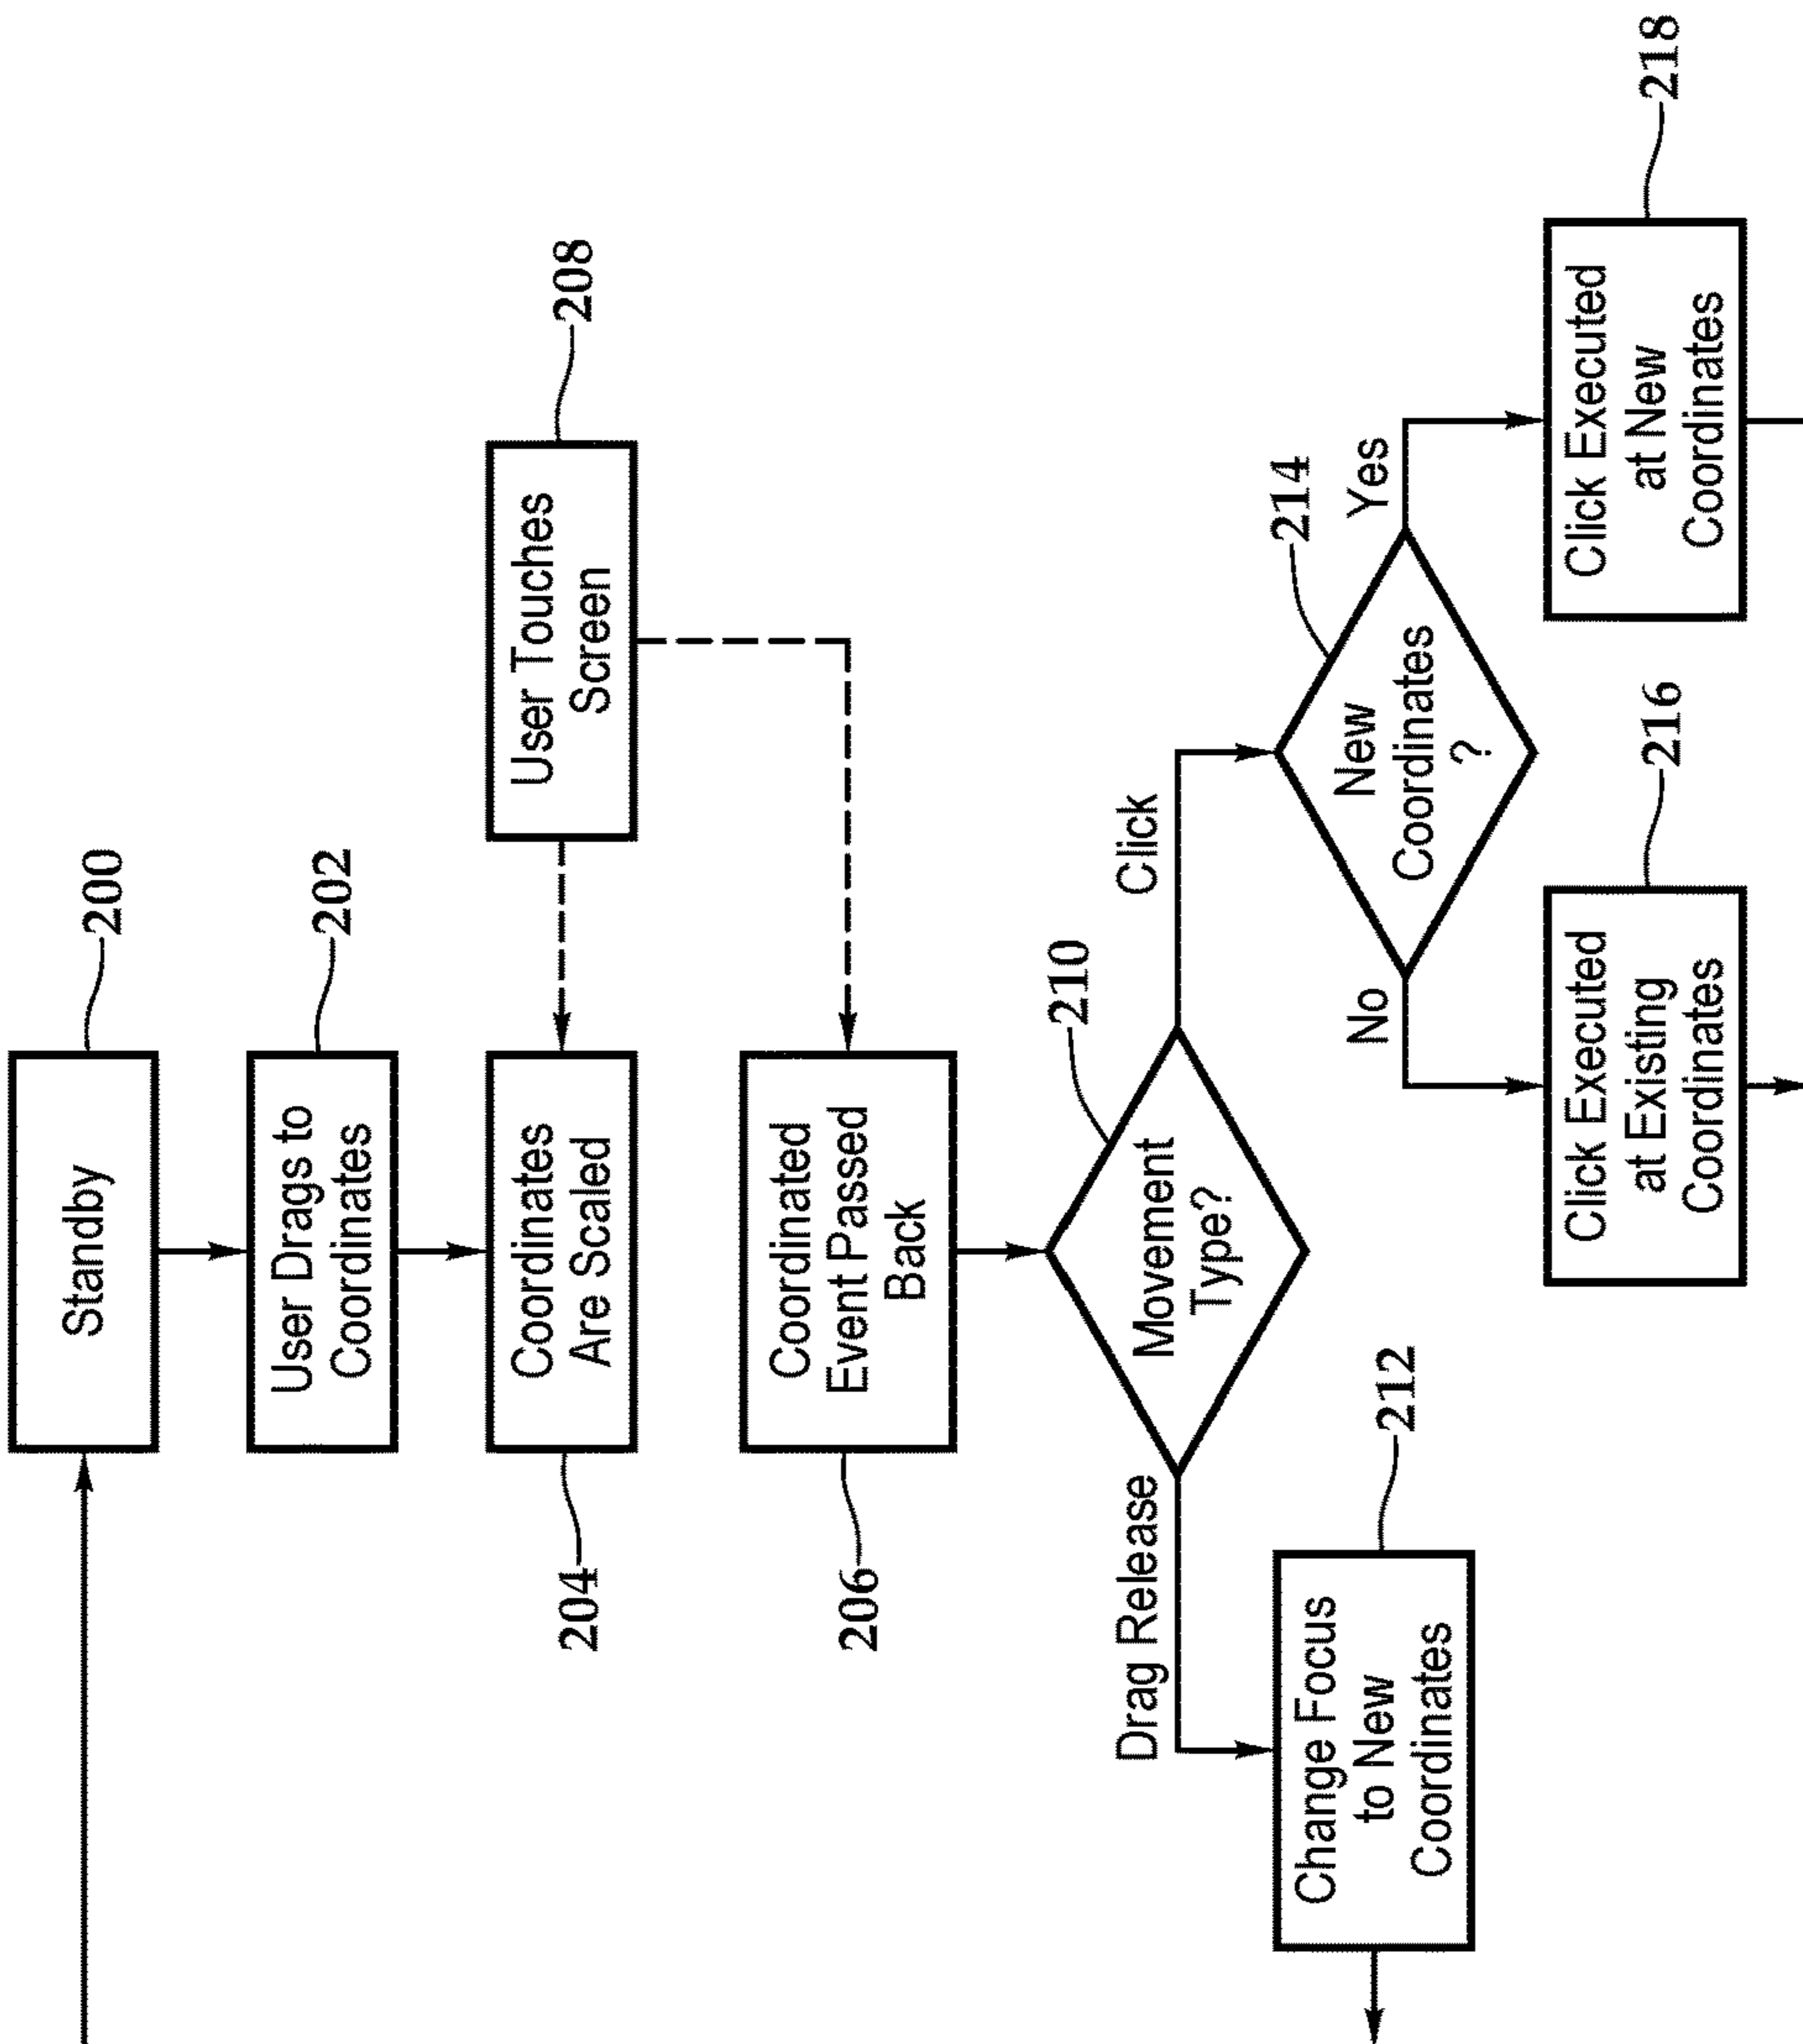 Standby
200
User Drags to
Coordinates
202
Coordinates
Are Scaled
204
User Touches
Screen
208
Coordinated
Event Passed
Back
206
Movement
Type?
210
Drag Release
Click
Change Focus
to New
Coordinates
212
New
Coordinates
?
214
No
Yes
Click Executed
at Existing
Coordinates
216
Click Executed
at New
Coordinates
218